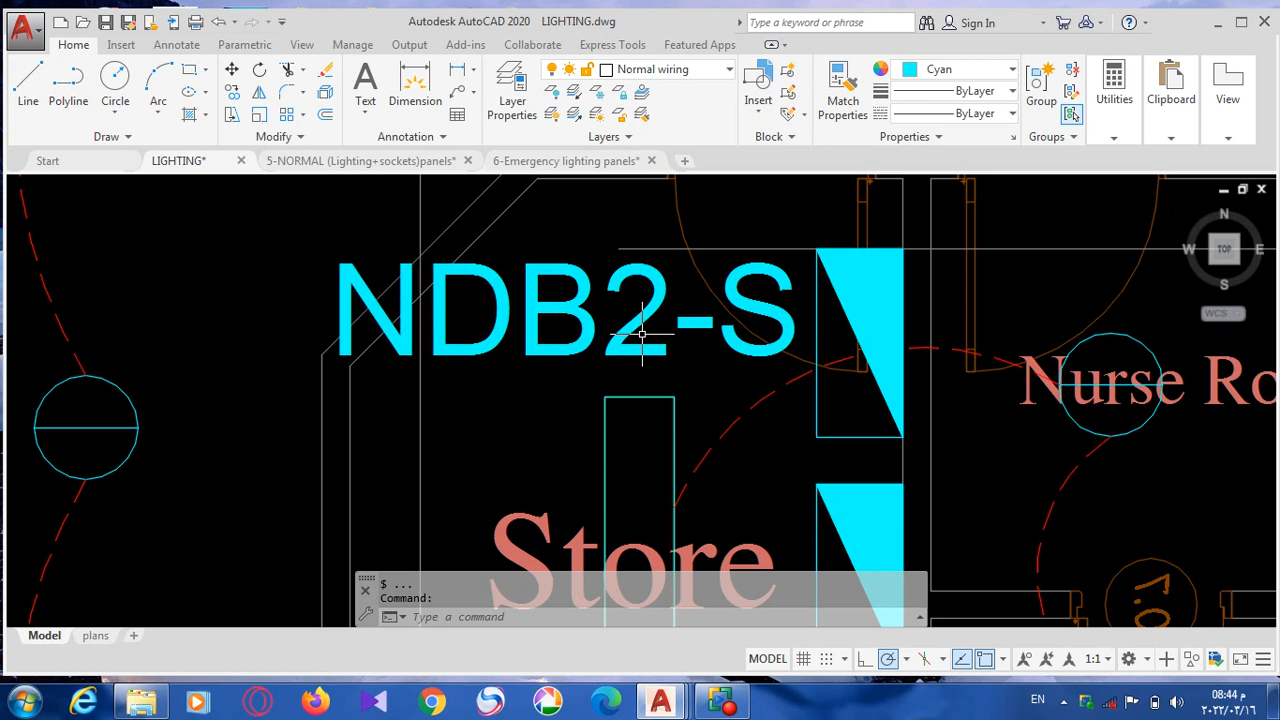 Autodesk AutoCAD 2020 LIGHTING.dwg
Type a keyword or phrase
Sign In
Home Insert Annotate Parametric View Manage Output Add-ins Collaborate Express Tools Featured Apps
Line
Polyline
Circle
Arc
Text
Dimension
Layer
Properties
Normal wiring
Insert
Match
Properties
Cyan
ByLayer
ByLayer
Group
Utilities
Clipboard
View
Draw
Modify
Annotation
Layers
Block
Properties
Groups
Start
LIGHTING*
5-NORMAL (Lighting+sockets)panels*
6-Emergency lighting panels*
N
W TOP E
S
WCS
NDB2-S
Nurse Ro
Store
$ ...
Command:
Type a command
Model
plans
MODEL
1:1
EN
08:44 م
٢٠٢٢/٠٣/١٦